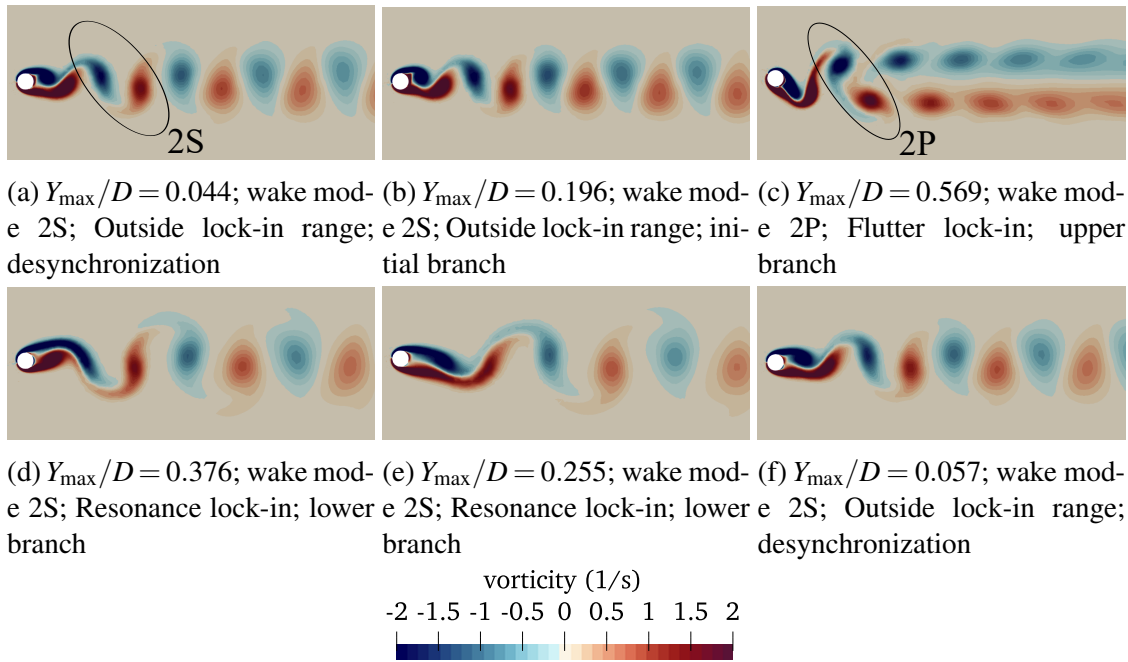 2S
2P
(a) Y_max/D = 0.044; wake mod-
e 2S; Outside lock-in range;
desynchronization
(b) Y_max/D = 0.196; wake mod-
e 2S; Outside lock-in range; ini-
tial branch
(c) Y_max/D = 0.569; wake mod-
e 2P; Flutter lock-in; upper
branch
(d) Y_max/D = 0.376; wake mod-
e 2S; Resonance lock-in; lower
branch
(e) Y_max/D = 0.255; wake mod-
e 2S; Resonance lock-in; lower
branch
(f) Y_max/D = 0.057; wake mod-
e 2S; Outside lock-in range;
desynchronization
vorticity (1/s)
-2 -1.5 -1 -0.5 0 0.5 1 1.5 2